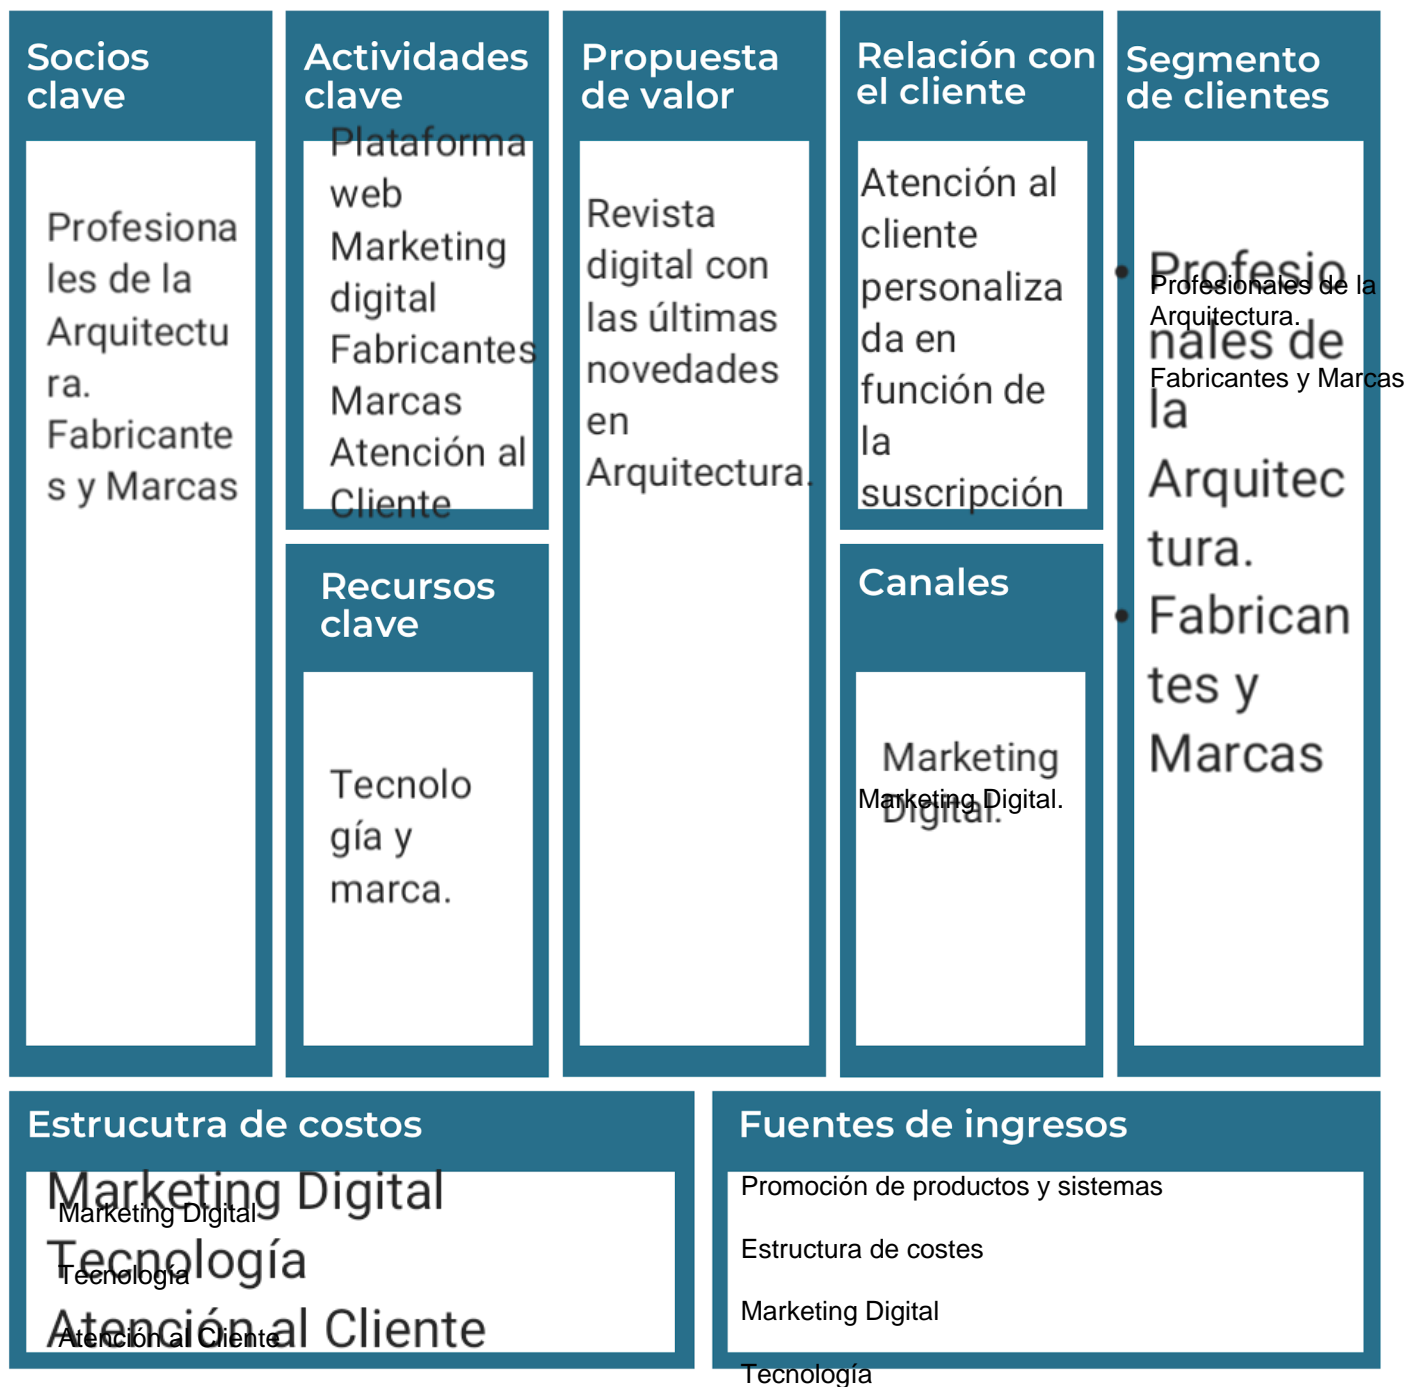 Socios
clave
Profesiona
les de la
Arquitectu
ra.
Fabricante
s y Marcas
Actividades
clave
Plataforma
web
Marketing
digital
Fabricantes
Marcas
Atención al
Cliente
Recursos
clave
Tecnolo
gía y
marca.
Propuesta
de valor
Revista
digital con
las últimas
novedades
en
Arquitectura.
Relación con
el cliente
Atención al
cliente
personaliza
da en
función de
la
suscripción
Canales
Marketing
Digital.
Marketing Digital.
Segmento
de clientes
• Profesio
nales de
la
Arquitec
tura.
• Fabrican
tes y
Marcas
Profesionales de la
Arquitectura.
Fabricantes y Marcas
Estrucutra de costos
Marketing Digital
Tecnología
Atención al Cliente
Marketing Digital
Tecnología
Atención al Cliente
Fuentes de ingresos
Promoción de productos y sistemas
Estructura de costes
Marketing Digital
Tecnología